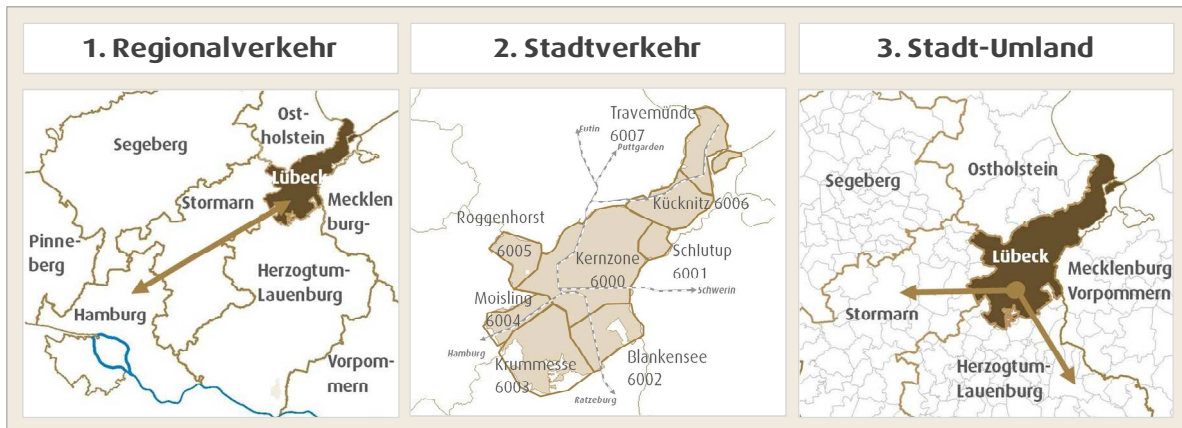 1. Regionalverkehr
2. Stadtverkehr
3. Stadt-Umland
Ost-
holstein
Segeberg
Lübeck
Stormarn
Mecklen
burg-
Pinne-
berg
Herzogtum-
Lauenburg
Hamburg
Vorpom-
mern
Travemünde
6007
Eutin
Puttgarden
Kücknitz 6006
Roggenhorst
6005
Schlutup
6001
Kernzone
6000
Schwerin
Moisling
6004
Hamburg
Krummesse
6003
Blankensee
6002
Ratzeburg
Segeberg
Ostholstein
Lübeck
Mecklenburg
Vorpommern
Stormarn
Herzogtum-
Lauenburg